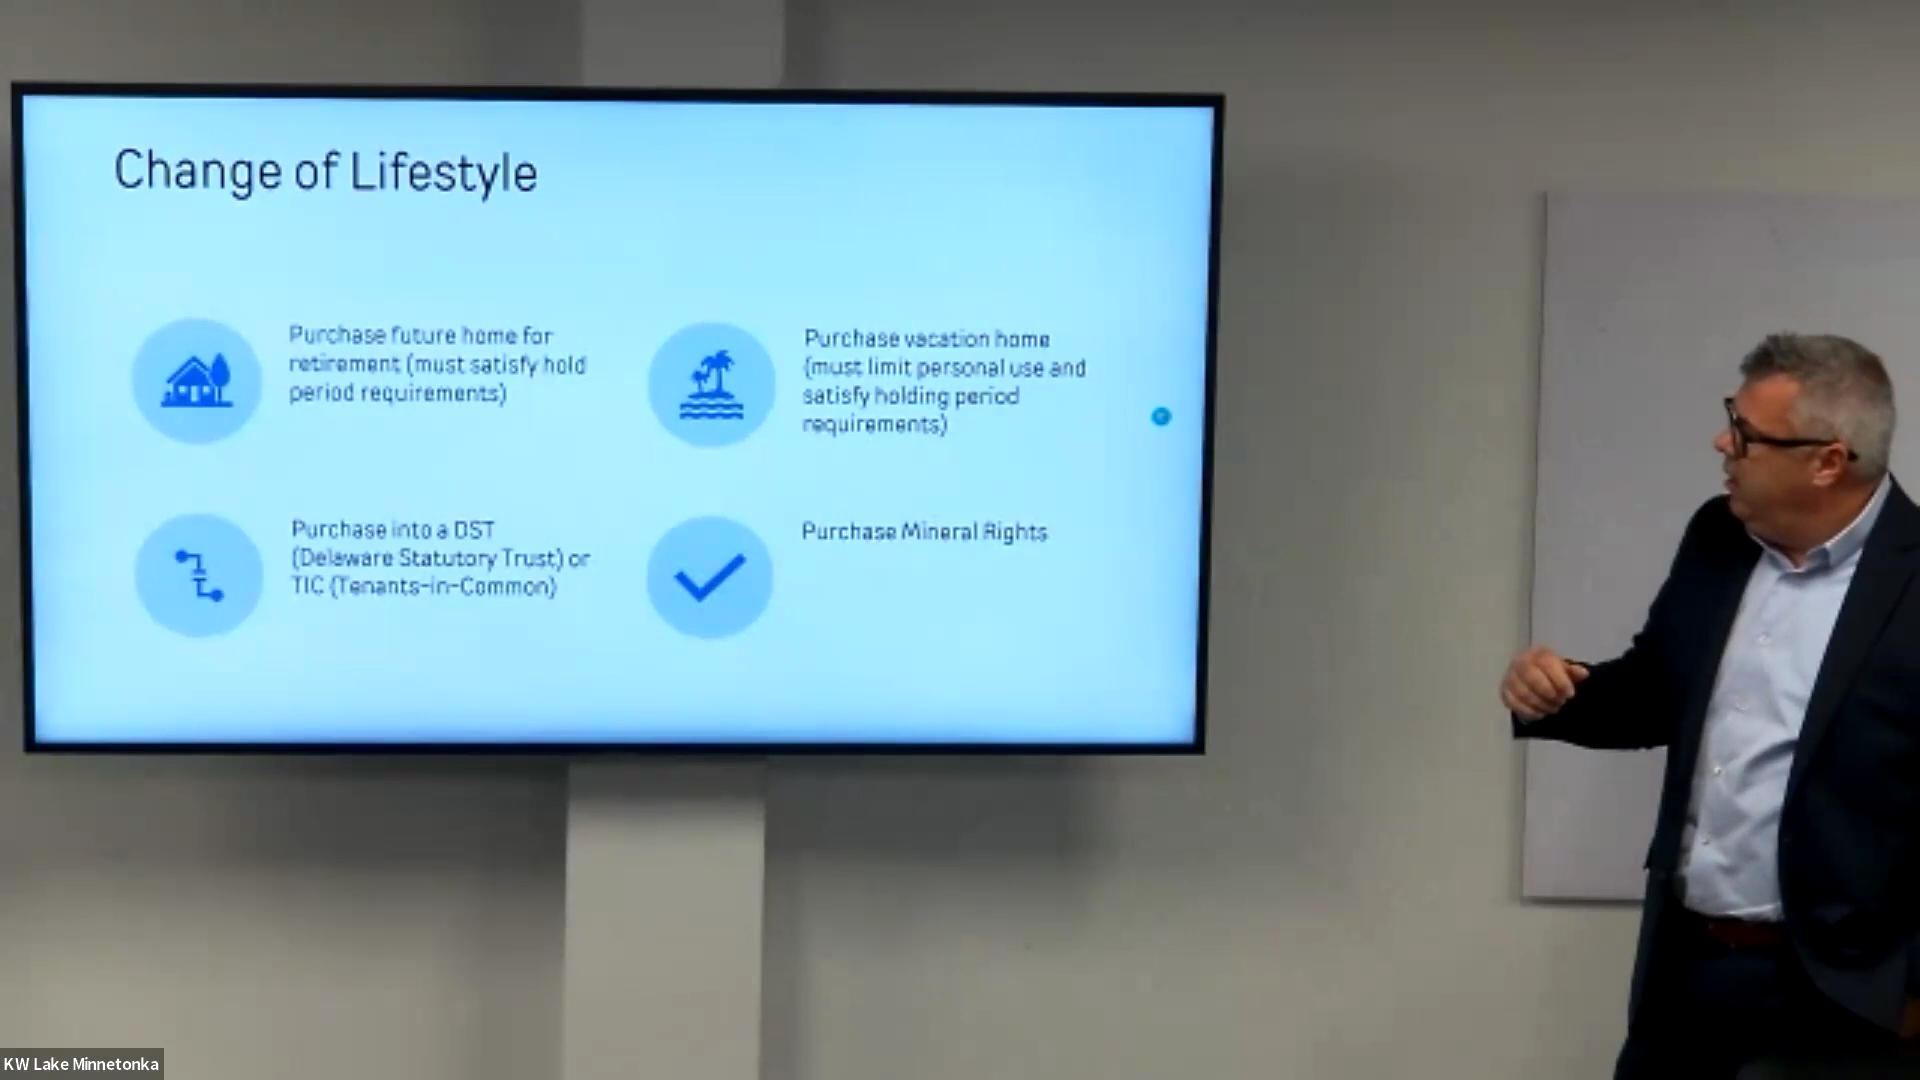 Change of Lifestyle
Purchase future home for
retirement (must satisfy hold
period requirements)
Purchase vacation home
(must limit personal use and
satisfy holding period
requirements)
Purchase into a DST
(Delaware Statutory Trust) or
TIC (Tenants-in-Common)
Purchase Mineral Rights
KW Lake Minnetonka